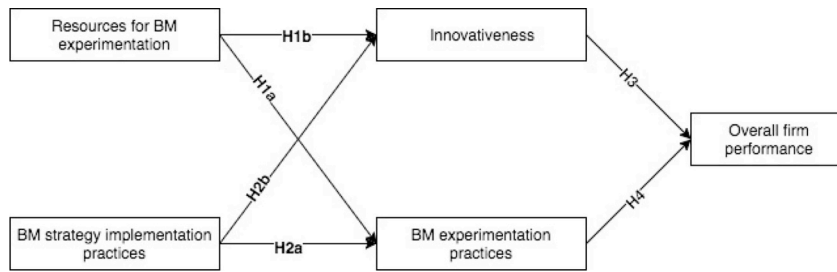 Resources for BM
experimentation
H1b
Innovativeness
H1a
H3
Overall firm
performance
H2b
H4
BM strategy implementation
practices
H2a
BM experimentation
practices